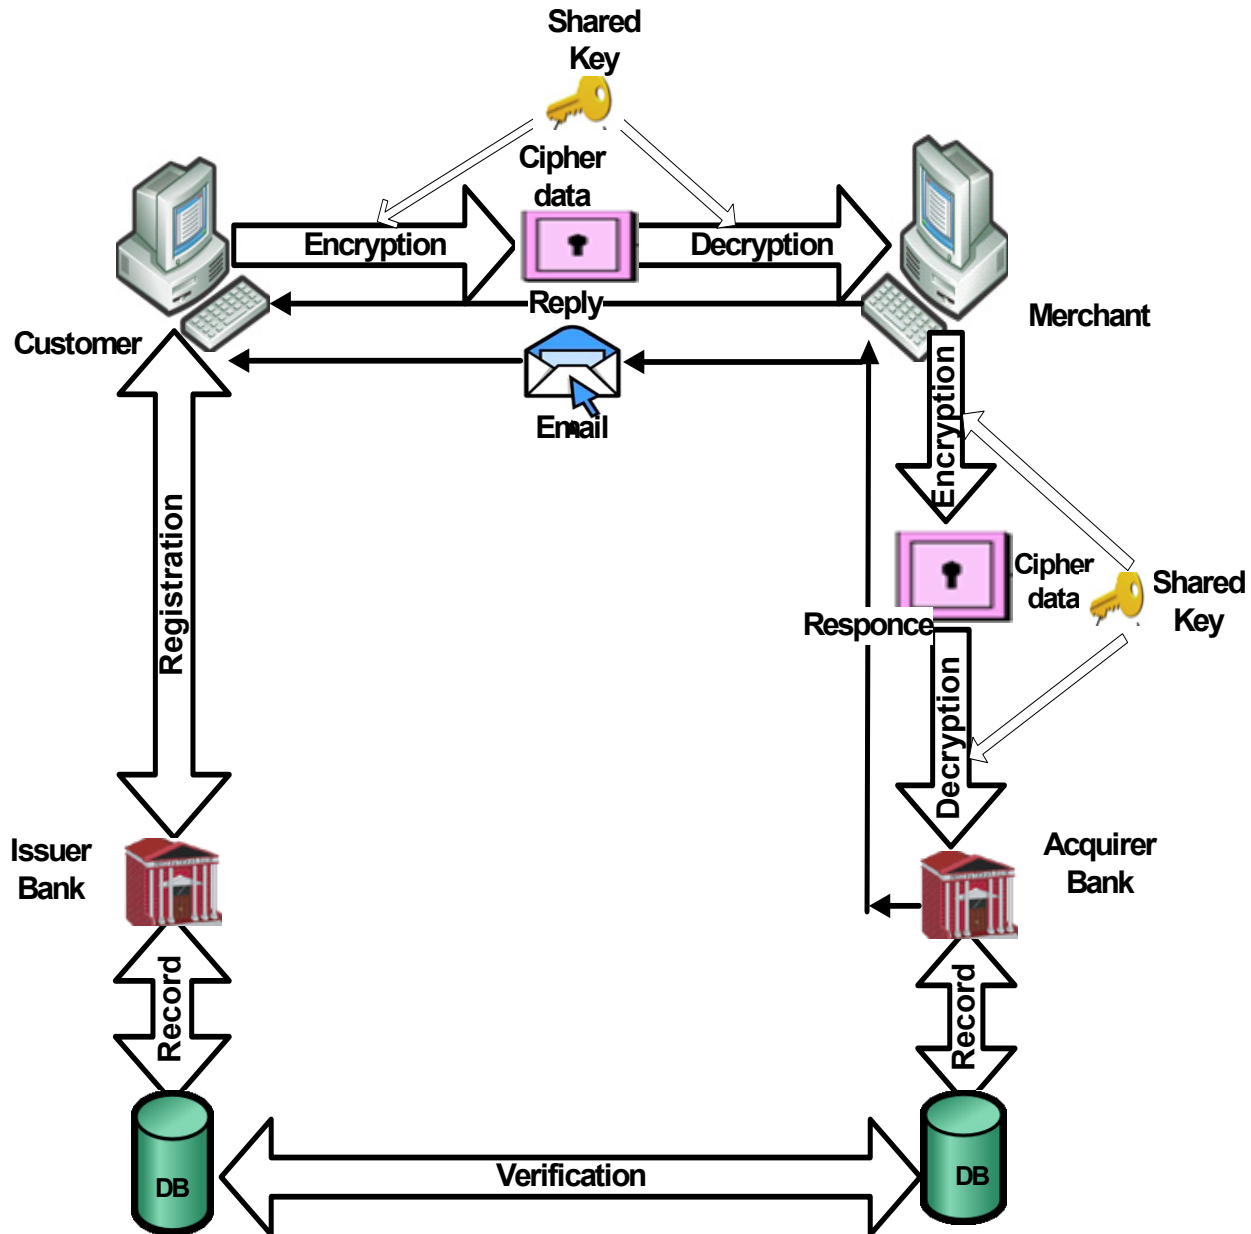 Shared
Key
Cipher
data
Encryption
Decryption
Reply
Customer
Merchant
Email
Encryption
Registration
Cipher
data
Shared
Key
Responce
Decryption
Issuer
Bank
Acquirer
Bank
Record
Record
Verification
DB
DB